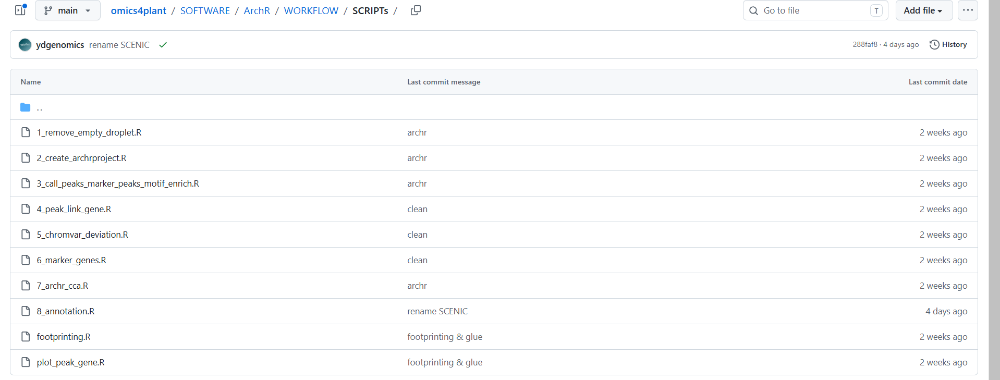 main
omics4plant / SOFTWARE / ArchR / WORKFLOW / SCRIPTs /
Go to file T
Add file
ydgenomics rename SCENIC
288faf8 · 4 days ago History
Name Last commit message Last commit date
..
1_remove_empty_droplet.R archr 2 weeks ago
2_create_archrproject.R archr 2 weeks ago
3_call_peaks_marker_peaks_motif_enrich.R archr 2 weeks ago
4_peak_link_gene.R clean 2 weeks ago
5_chromvar_deviation.R clean 2 weeks ago
6_marker_genes.R clean 2 weeks ago
7_archr_cca.R archr 2 weeks ago
8_annotation.R rename SCENIC 4 days ago
footprinting.R footprinting & glue 2 weeks ago
plot_peak_gene.R footprinting & glue 2 weeks ago